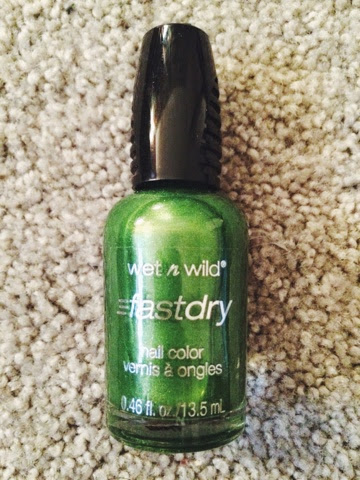 wet n wild®
fastdry
nail color
vernis à ongles
0.46 fl. oz./13.5 mL